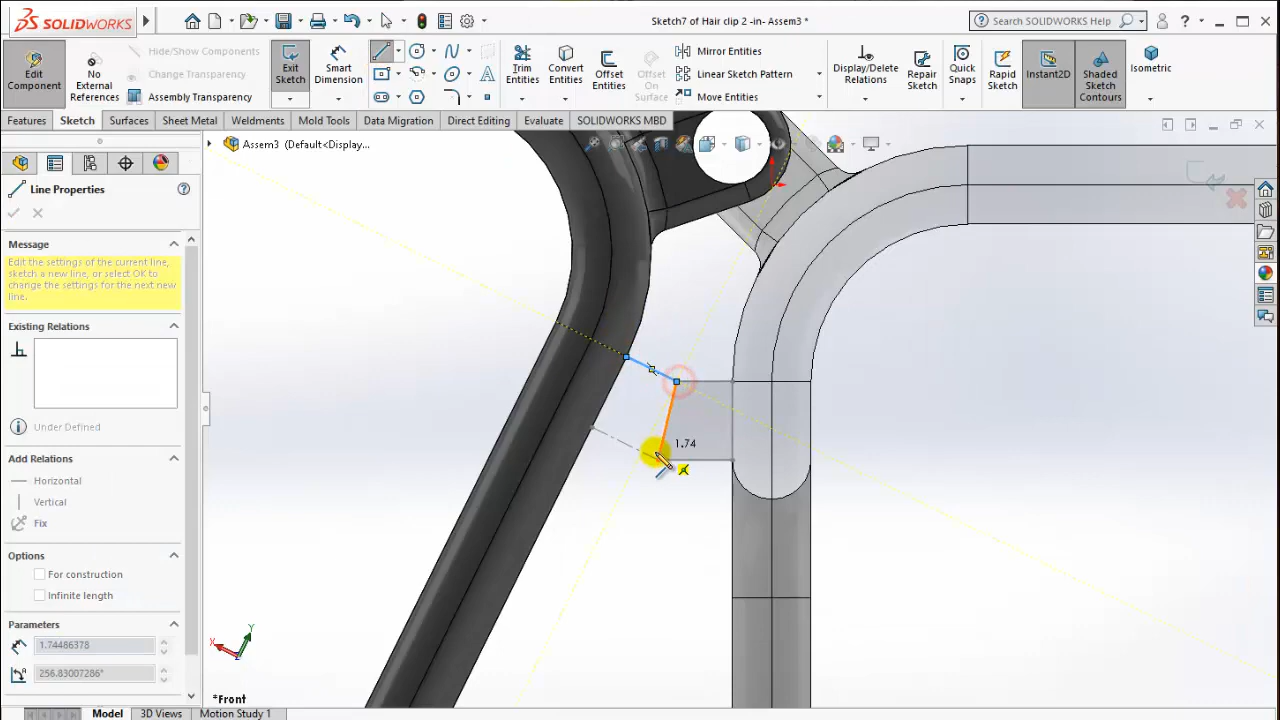 SOLIDWORKS
Sketch7 of Hair clip 2 -in- Assem3 *
Search SOLIDWORKS Help
?
Edit Component
No External References
Hide/Show Components
Change Transparency
Assembly Transparency
Exit Sketch
Smart Dimension
Trim Entities
Convert Entities
Offset Entities
Offset On Surface
Mirror Entities
Linear Sketch Pattern
Move Entities
Display/Delete Relations
Repair Sketch
Quick Snaps
Rapid Sketch
Instant2D
Shaded Sketch Contours
Isometric
Features
Sketch
Surfaces
Sheet Metal
Weldments
Mold Tools
Data Migration
Direct Editing
Evaluate
SOLIDWORKS MBD
Assem3 (Default<Display...
Line Properties
Message
Edit the settings of the current line,
sketch a new line, or select OK to
change the settings for the next new
line.
Existing Relations
Under Defined
Add Relations
Horizontal
Vertical
Fix
Options
For construction
Infinite length
Parameters
1.74486378
256.83007286°
1.74
X
Y
*Front
Model
3D Views
Motion Study 1